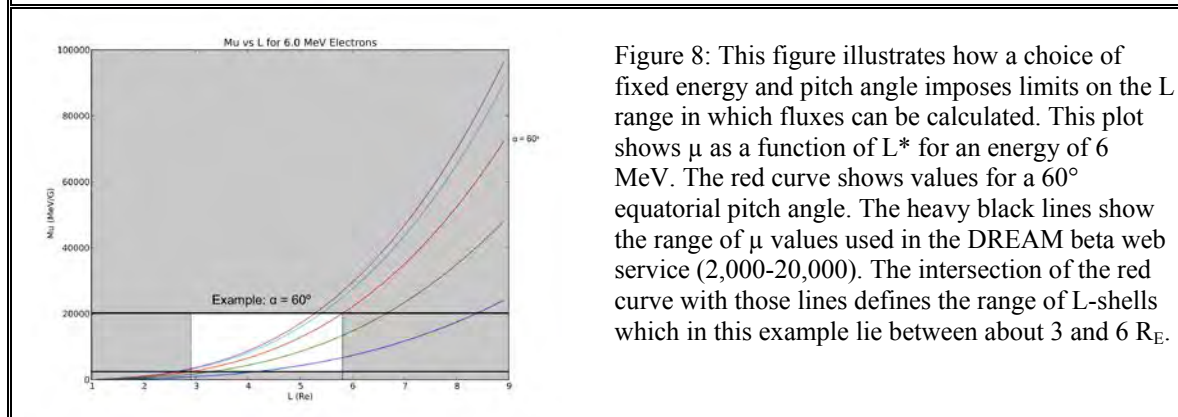 Mu vs L for 6.0 MeV Electrons
100000
80000
60000
40000
20000
0
Mu (MeV/G)
α = 60º
Example: α = 60º
1 2 3 4 5 6 7 8 9
L (Re)
Figure 8: This figure illustrates how a choice of
fixed energy and pitch angle imposes limits on the L
range in which fluxes can be calculated. This plot
shows µ as a function of L* for an energy of 6
MeV. The red curve shows values for a 60°
equatorial pitch angle. The heavy black lines show
the range of µ values used in the DREAM beta web
service (2,000-20,000). The intersection of the red
curve with those lines defines the range of L-shells
which in this example lie between about 3 and 6 R_E.